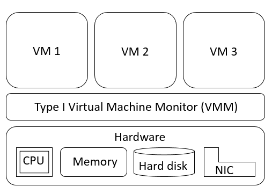 VM 1
VM 2
VM 3
Type I Virtual Machine Monitor (VMM)
Hardware
CPU
Memory
Hard disk
NIC